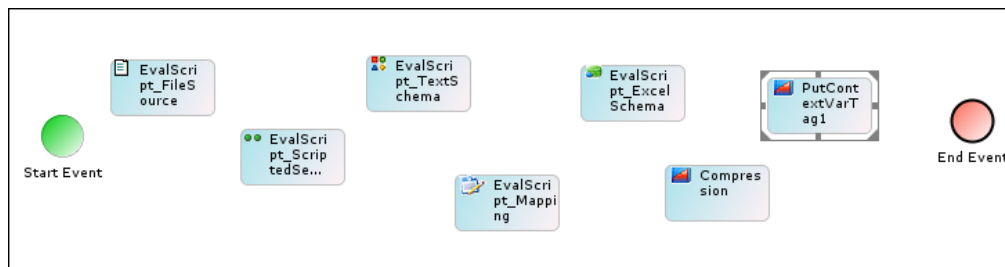 Start Event
EvalScri
pt_FileS
ource
EvalScri
pt_Scrip
tedSe...
EvalScri
pt_TextS
chema
EvalScri
pt_Mappi
ng
EvalScri
pt_Excel
Schema
Compres
sion
PutCont
extVarT
ag1
End Event